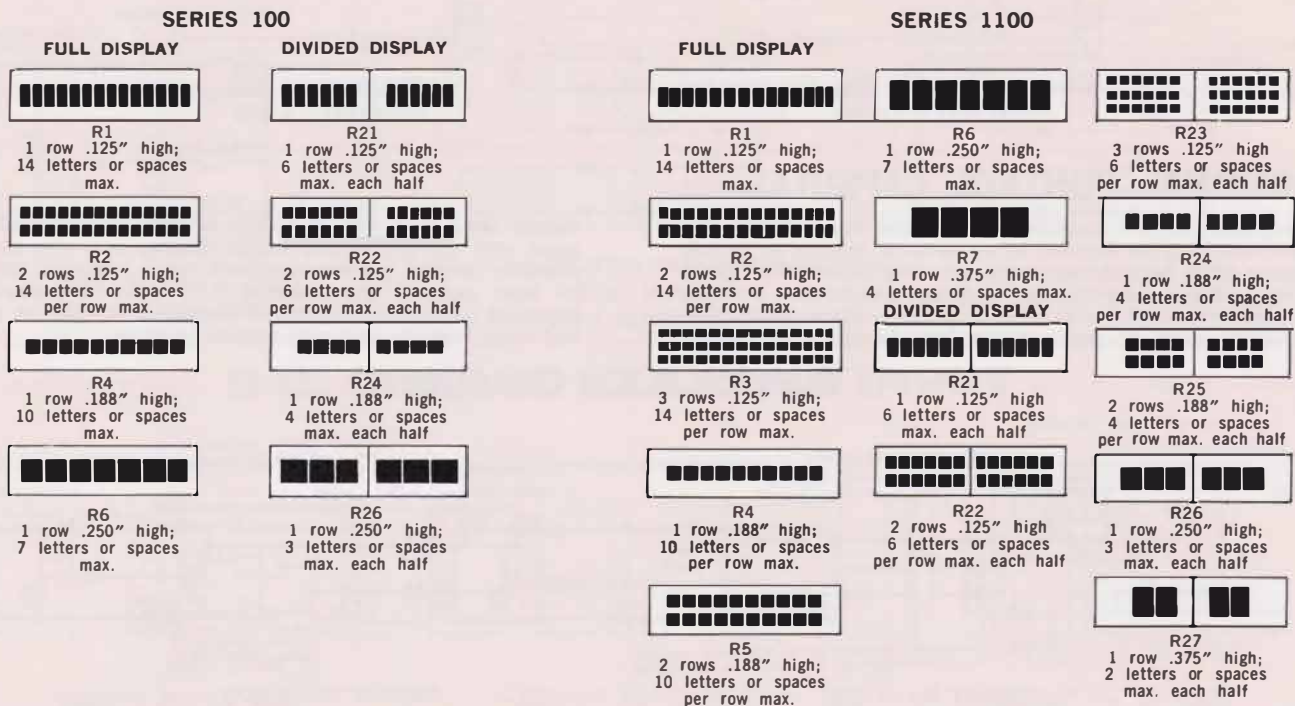 SERIES 100
FULL DISPLAY
R1
1 row .125" high;
14 letters or spaces
max.
R2
2 rows .125" high;
14 letters or spaces
per row max.
R4
1 row .188" high;
10 letters or spaces
max.
R6
1 row .250" high;
7 letters or spaces
max.
DIVIDED DISPLAY
R21
1 row .125" high;
6 letters or spaces
max. each half
R22
2 rows .125" high;
6 letters or spaces
per row max. each half
R24
1 row .188" high;
4 letters or spaces
max. each half
R26
1 row .250" high;
3 letters or spaces
max. each half
SERIES 1100
FULL DISPLAY
R1
1 row .125" high;
14 letters or spaces
max.
R2
2 rows .125" high;
14 letters or spaces
per row max.
R3
3 rows .125" high;
14 letters or spaces
per row max.
R4
1 row .188" high;
10 letters or spaces
per row max.
R5
2 rows .188" high;
10 letters or spaces
per row max.
R6
1 row .250" high;
7 letters or spaces
max.
R7
1 row .375" high;
4 letters or spaces max.
DIVIDED DISPLAY
R21
1 row .125" high
6 letters or spaces
max. each half
R22
2 rows .125" high
6 letters or spaces
per row max. each half
R23
3 rows .125" high
6 letters or spaces
per row max. each half
R24
1 row .188" high;
4 letters or spaces
per row max. each half
R25
2 rows .188" high;
4 letters or spaces
per row max. each half
R26
1 row .250" high;
3 letters or spaces
max. each half
R27
1 row .375" high;
2 letters or spaces
max. each half